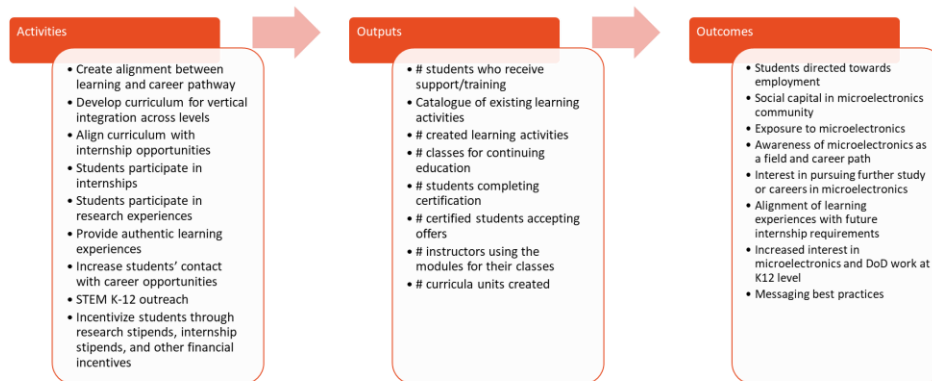 Activities
• Create alignment between
learning and career pathway
• Develop curriculum for vertical
integration across levels
• Align curriculum with
internship opportunities
• Students participate in
internships
• Students participate in
research experiences
• Provide authentic learning
experiences
• Increase students' contact
with career opportunities
• STEM K-12 outreach
• Incentivize students through
research stipends, internship
stipends, and other financial
incentives
Outputs
• # students who receive
support/training
• Catalogue of existing learning
activities
• # created learning activities
• # classes for continuing
education
• # students completing
certification
• # certified students accepting
offers
• # instructors using the
modules for their classes
• # curricula units created
Outcomes
• Students directed towards
employment
• Social capital in microelectronics
community
• Exposure to microelectronics
• Awareness of microelectronics as
a field and career path
• Interest in pursuing further study
or careers in microelectronics
• Alignment of learning
experiences with future
internship requirements
• Increased interest in
microelectronics and DoD work at
K12 level
• Messaging best practices